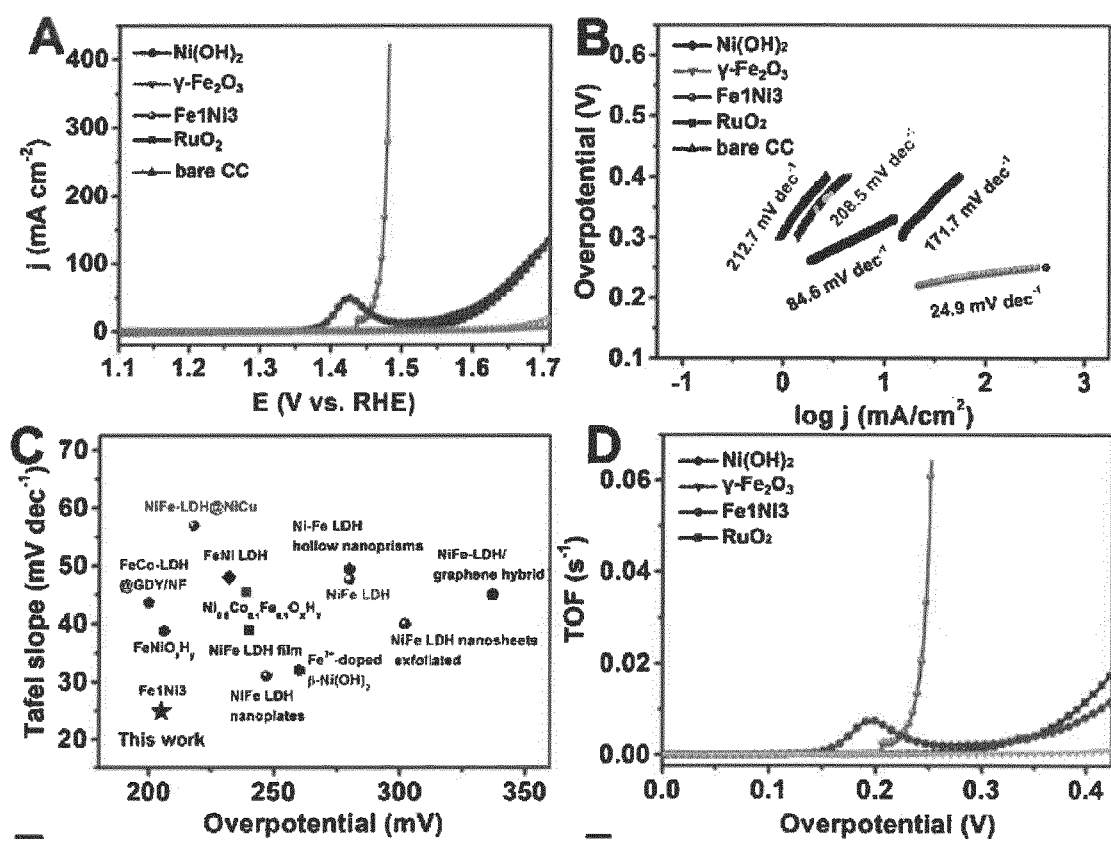 A
400
300
200
100
0
j (mA cm-2)
Ni(OH)2
γ-Fe2O3
Fe1Ni3
RuO2
bare CC
1.1 1.2 1.3 1.4 1.5 1.6 1.7
E (V vs. RHE)
B
0.6
0.5
0.4
0.3
0.2
0.1
Overpotential (V)
Ni(OH)2
γ-Fe2O3
Fe1Ni3
RuO2
bare CC
212.7 mV dec-1
208.5 mV dec-1
84.6 mV dec-1
171.7 mV dec-1
24.9 mV dec-1
-1 0 1 2 3
log j (mA/cm2)
C
70
60
50
40
30
20
Tafel slope (mV dec-1)
NiFe-LDH@NiCu
FeCo-LDH
@GDY/NF
FeNi LDH
Ni-Fe LDH
hollow nanoprisms
NiFe-LDH/
graphene hybrid
NiFe LDH
FeNiOxHy
NiFe LDH film
NiFe LDH nanosheets
exfoliated
Fe3+-doped
β-Ni(OH)2
NiFe LDH
nanoplates
Fe1Ni3
This work
200 250 300 350
Overpotential (mV)
D
0.06
0.04
0.02
0.00
TOF (s-1)
Ni(OH)2
γ-Fe2O3
Fe1Ni3
RuO2
0.0 0.1 0.2 0.3 0.4
Overpotential (V)